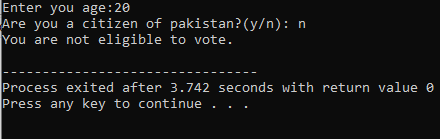 Enter you age:20
Are you a citizen of pakistan?(y/n): n
You are not eligible to vote.
--------------------------------
Process exited after 3.742 seconds with return value 0
Press any key to continue . . .